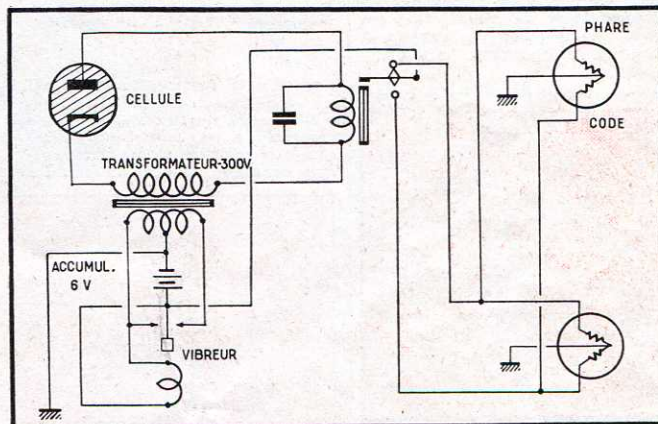 PHARE
CELLULE
CODE
TRANSFORMATEUR-300V.
ACCUMUL.
6 V
VIBREUR